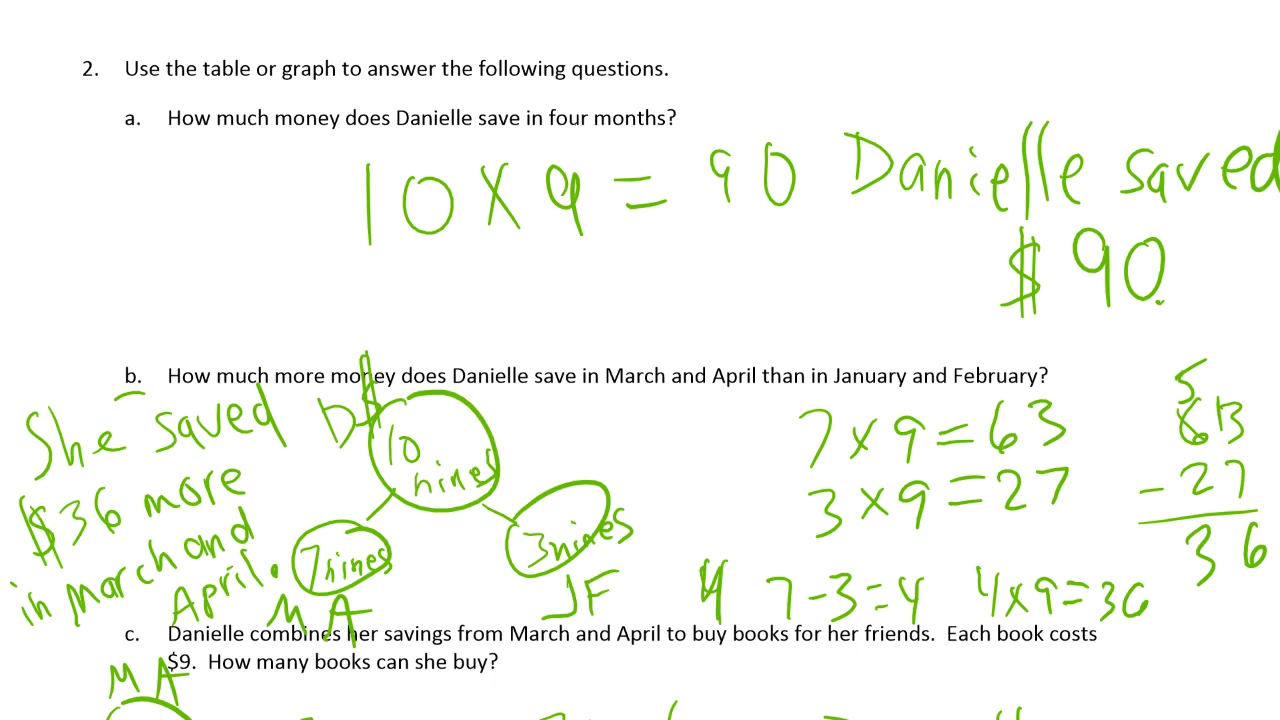 2. Use the table or graph to answer the following questions.
a. How much money does Danielle save in four months?
10 x 9 = 90 Danielle saved
$90.
b. How much more money does Danielle save in March and April than in January and February?
She saved
$36 more
in March and
April.
D$
10
nines
7 nines
3 nines
M A
J F
7 x 9 = 63
3 x 9 = 27
7 - 3 = 4 4 x 9 = 36
5
6 13
- 27
36
c. Danielle combines her savings from March and April to buy books for her friends. Each book costs
$9. How many books can she buy?
M A